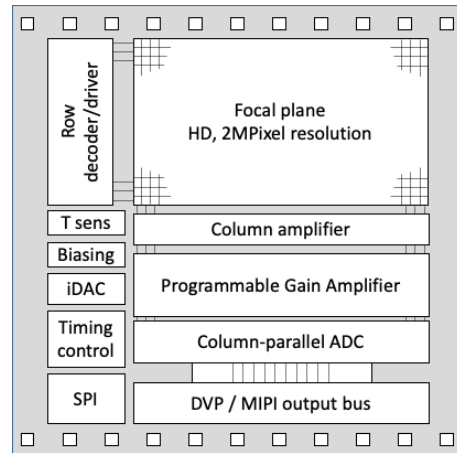 Row
decoder/driver
Focal plane
HD, 2MPixel resolution
T sens
Column amplifier
Biasing
iDAC
Programmable Gain Amplifier
Timing
control
Column-parallel ADC
SPI
DVP / MIPI output bus